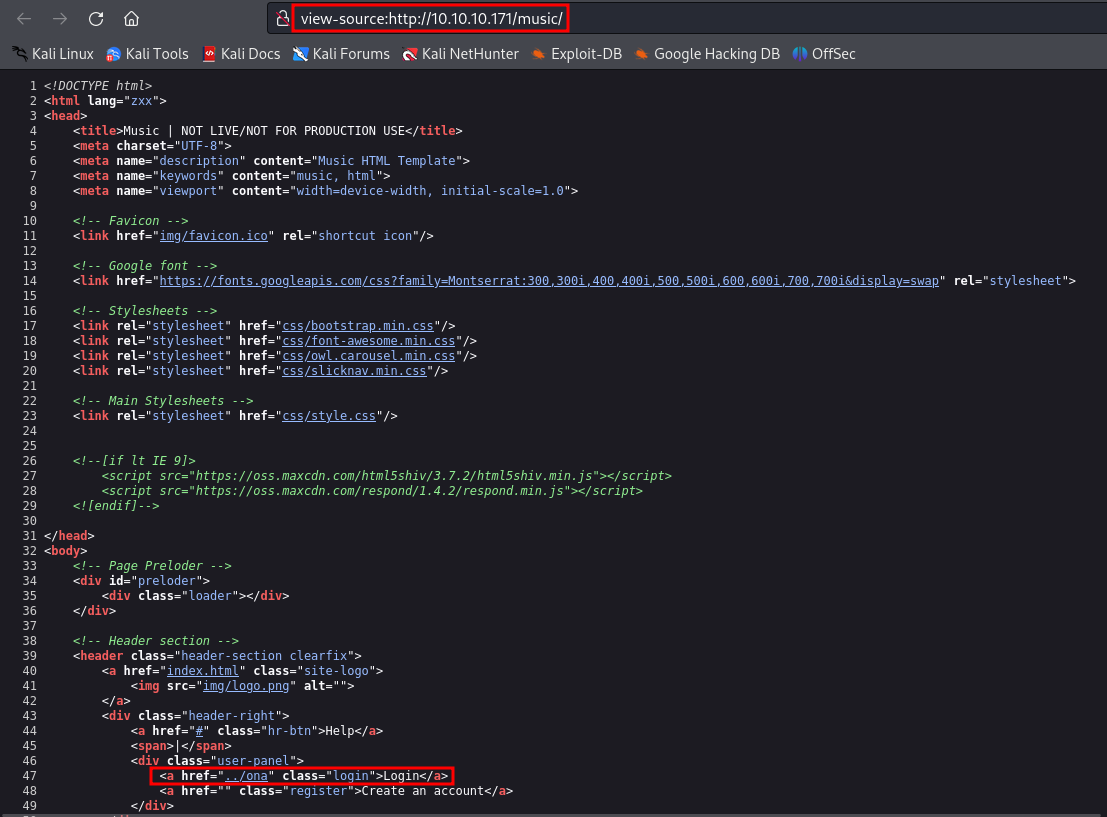 view-source:http://10.10.10.171/music/
Kali Linux Kali Tools Kali Docs Kali Forums Kali NetHunter Exploit-DB Google Hacking DB OffSec
1 <!DOCTYPE html>
2 <html lang="zxx">
3 <head>
4 <title>Music | NOT LIVE/NOT FOR PRODUCTION USE</title>
5 <meta charset="UTF-8">
6 <meta name="description" content="Music HTML Template">
7 <meta name="keywords" content="music, html">
8 <meta name="viewport" content="width=device-width, initial-scale=1.0">
9
10 <!-- Favicon -->
11 <link href="img/favicon.ico" rel="shortcut icon"/>
12
13 <!-- Google font -->
14 <link href="https://fonts.googleapis.com/css?family=Montserrat:300,300i,400,400i,500,500i,600,600i,700,700i&display=swap" rel="stylesheet">
15
16 <!-- Stylesheets -->
17 <link rel="stylesheet" href="css/bootstrap.min.css"/>
18 <link rel="stylesheet" href="css/font-awesome.min.css"/>
19 <link rel="stylesheet" href="css/owl.carousel.min.css"/>
20 <link rel="stylesheet" href="css/slicknav.min.css"/>
21
22 <!-- Main Stylesheets -->
23 <link rel="stylesheet" href="css/style.css"/>
24
25
26 <!--[if lt IE 9]>
27 <script src="https://oss.maxcdn.com/html5shiv/3.7.2/html5shiv.min.js"></script>
28 <script src="https://oss.maxcdn.com/respond/1.4.2/respond.min.js"></script>
29 <![endif]-->
30
31 </head>
32 <body>
33 <!-- Page Preloder -->
34 <div id="preloder">
35 <div class="loader"></div>
36 </div>
37
38 <!-- Header section -->
39 <header class="header-section clearfix">
40 <a href="index.html" class="site-logo">
41 <img src="img/logo.png" alt="">
42 </a>
43 <div class="header-right">
44 <a href="#" class="hr-btn">Help</a>
45 <span>|</span>
46 <div class="user-panel">
47 <a href="../ona" class="login">Login</a>
48 <a href="" class="register">Create an account</a>
49 </div>